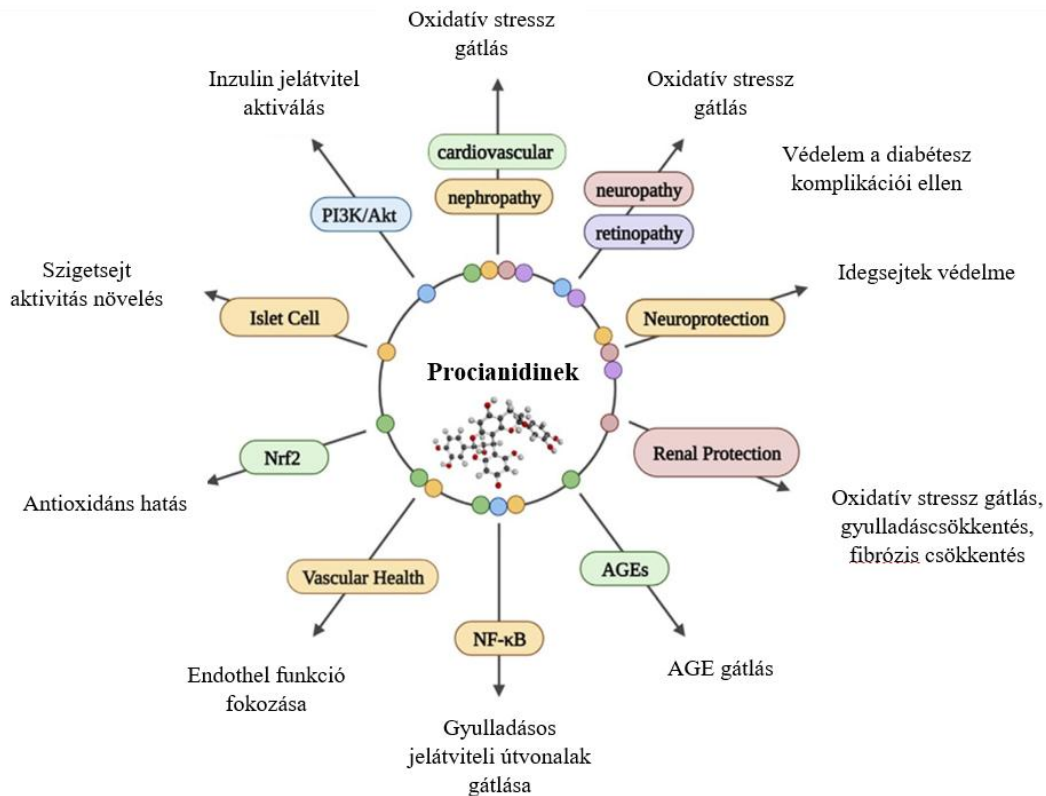 Oxidatív stressz
gátlás
Inzulin jelátvitel
aktiválás
Oxidatív stressz
gátlás
cardiovascular
nephropathy
neuropathy
retinopathy
Védelem a diabétesz
komplikációi ellen
PI3K/Akt
Szigetsejt
aktivitás növelés
Idegsejtek védelme
Islet Cell
Neuroprotection
Procianidinek
Nrf2
Renal Protection
Antioxidáns hatás
Oxidatív stressz gátlás,
gyulladáscsökkentés,
fibrózis csökkentés
Vascular Health
AGEs
NF-κB
Endothel funkció
fokozása
AGE gátlás
Gyulladásos
jelátviteli útvonalak
gátlása